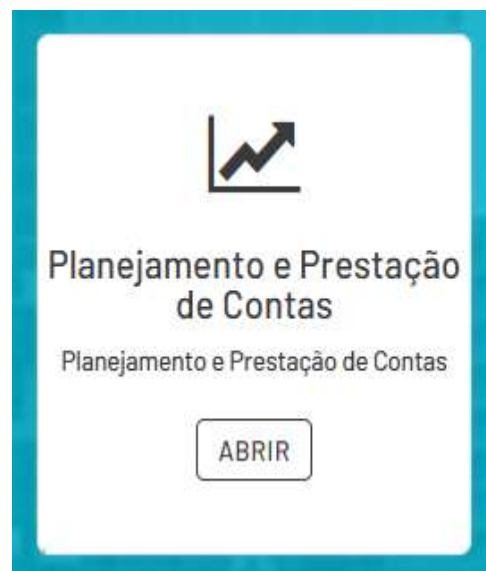 Planejamento e Prestação
de Contas
Planejamento e Prestação de Contas
ABRIR